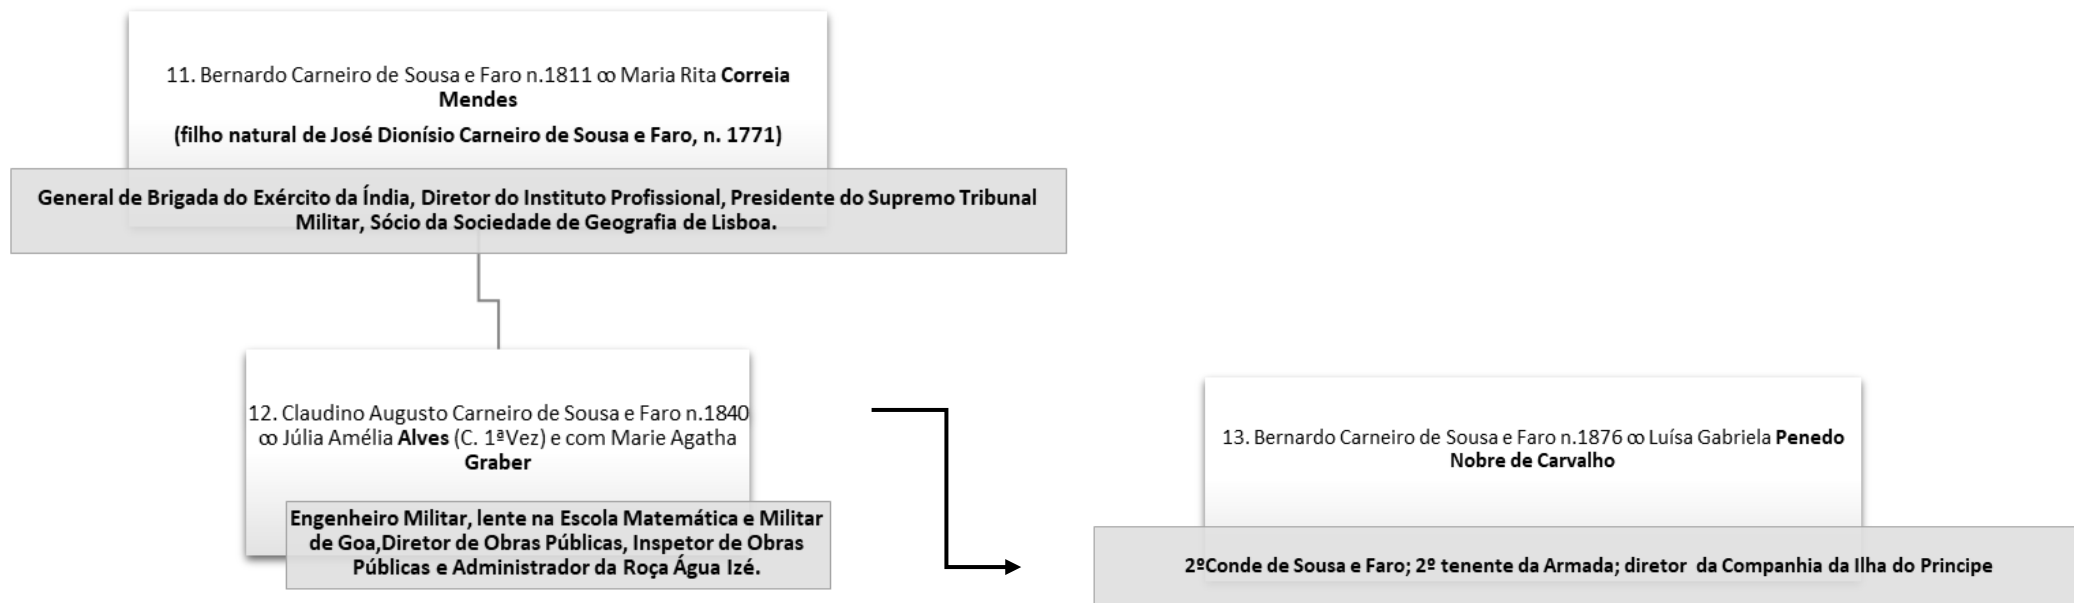 11. Bernardo Carneiro de Sousa e Faro n.1811 ꝏ Maria Rita Correia
Mendes
(filho natural de José Dionísio Carneiro de Sousa e Faro, n. 1771)
General de Brigada do Exército da Índia, Diretor do Instituto Profissional, Presidente do Supremo Tribunal
Militar, Sócio da Sociedade de Geografia de Lisboa.
12. Claudino Augusto Carneiro de Sousa e Faro n.1840
ꝏ Júlia Amélia Alves (C. 1ªVez) e com Marie Agatha
Graber
Engenheiro Militar, lente na Escola Matemática e Militar
de Goa,Diretor de Obras Públicas, Inspetor de Obras
Públicas e Administrador da Roça Água Izé.
13. Bernardo Carneiro de Sousa e Faro n.1876 ꝏ Luísa Gabriela Penedo
Nobre de Carvalho
2ºConde de Sousa e Faro; 2º tenente da Armada; diretor da Companhia da Ilha do Principe